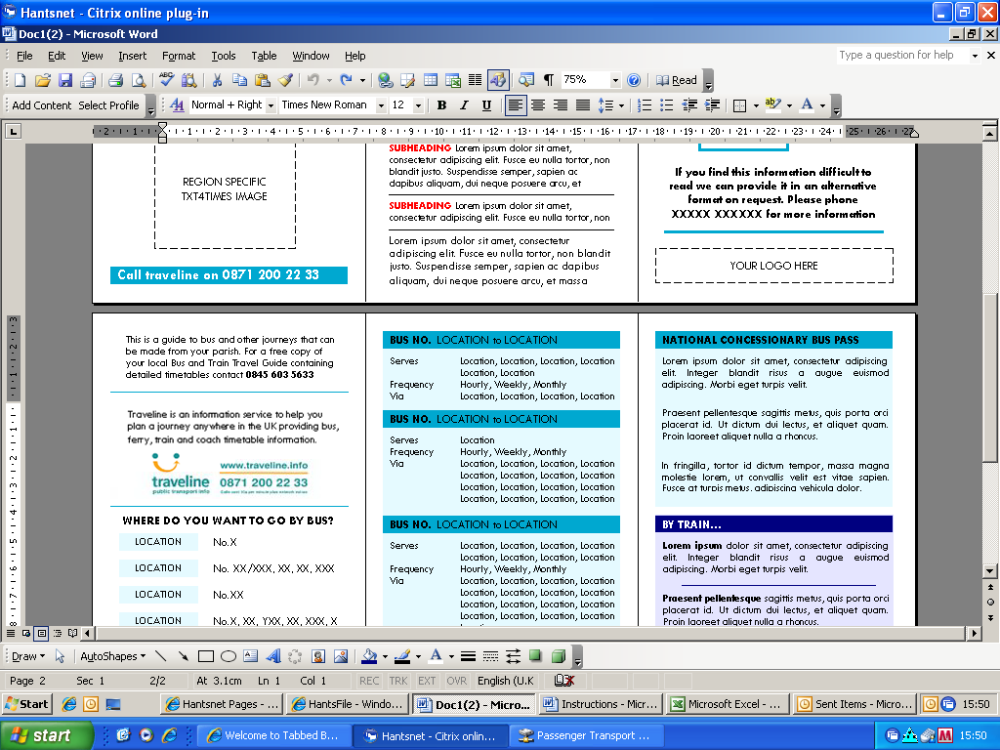 Hantsnet - Citrix online plug-in
Doc1(2) - Microsoft Word
File Edit View Insert Format Tools Table Window Help
Type a question for help
75% Read
Add Content Select Profile Normal + Right Times New Roman 12 B I U
REGION SPECIFIC
TXT4TIMES IMAGE
Call traveline on 0871 200 22 33
SUBHEADING Lorem ipsum dolor sit amet,
consectetur adipiscing elit. Fusce eu nulla tortor, non
blandit justo. Suspendisse semper, sapien ac
dapibus aliquam, dui neque posuere arcu, et
SUBHEADING Lorem ipsum dolor sit amet,
consectetur adipiscing elit. Fusce eu nulla tortor, non
Lorem ipsum dolor sit amet, consectetur
adipiscing elit. Fusce eu nulla tortor, non blandit
justo. Suspendisse semper, sapien ac dapibus
aliquam, dui neque posuere arcu, et massa
If you find this information difficult to
read we can provide it in an alternative
format on request. Please phone
XXXXX XXXXXX for more information
YOUR LOGO HERE
This is a guide to bus and other journeys that can
be made from your parish. For a free copy of
your local Bus and Train Travel Guide containing
detailed timetables contact 0845 603 5633
Traveline is an information service to help you
plan a journey anywhere in the UK providing bus,
ferry, train and coach timetable information.
traveline
public transport info
www.traveline.info
0871 200 22 33
WHERE DO YOU WANT TO GO BY BUS?
LOCATION No.X
LOCATION No. XX/XXX, XX, XX, XXX
LOCATION No.XX
LOCATION No.X, XX, YXX, XX, XXX, X
BUS NO. LOCATION to LOCATION
Serves Location, Location, Location, Location
Location, Location
Frequency Hourly, Weekly, Monthly
Via Location, Location, Location, Location
BUS NO. LOCATION to LOCATION
Serves Location
Frequency Hourly, Weekly, Monthly
Via Location, Location, Location, Location
Location, Location, Location, Location
Location, Location, Location, Location
Location, Location, Location, Location
BUS NO. LOCATION to LOCATION
Serves Location, Location, Location, Location
Location, Location, Location, Location
Frequency Hourly, Weekly, Monthly
Via Location, Location, Location, Location
Location, Location, Location, Location
Location, Location, Location, Location
Location, Location, Location, Location
NATIONAL CONCESSIONARY BUS PASS
Lorem ipsum dolor sit amet, consectetur adipiscing
elit. Integer blandit risus a augue euismod
adipiscing. Morbi eget turpis velit.
Praesent pellentesque sagittis metus, quis porta orci
placerat id. Ut dictum dui lectus, et aliquet quam.
Proin laoreet aliquet nulla a rhoncus.
In fringilla, tortor id dictum tempor, massa magna
molestie lorem, ut convallis velit est vitae sapien.
Fusce at turpis metus, adipiscing vehicula dolor.
BY TRAIN...
Lorem ipsum dolor sit amet, consectetur adipiscing
elit. Integer blandit risus a augue euismod
adipiscing. Morbi eget turpis velit.
Praesent pellentesque sagittis metus, quis porta orci
placerat id. Ut dictum dui lectus, et aliquet quam.
Proin laoreet aliquet nulla a rhoncus.
Draw AutoShapes
Page 2 Sec 1 2/2 At 3.1cm Ln 1 Col 1 REC TRK EXT OVR English (U.K
Start Hantsnet Pages - ... HantsFile - Windo... Doc1(2) - Micro... Instructions - Micr... Microsoft Excel - ... Sent Items - Micro... 15:50
start Welcome to Tabbed B... Hantsnet - Citrix onlin... Passenger Transport ... 15:50